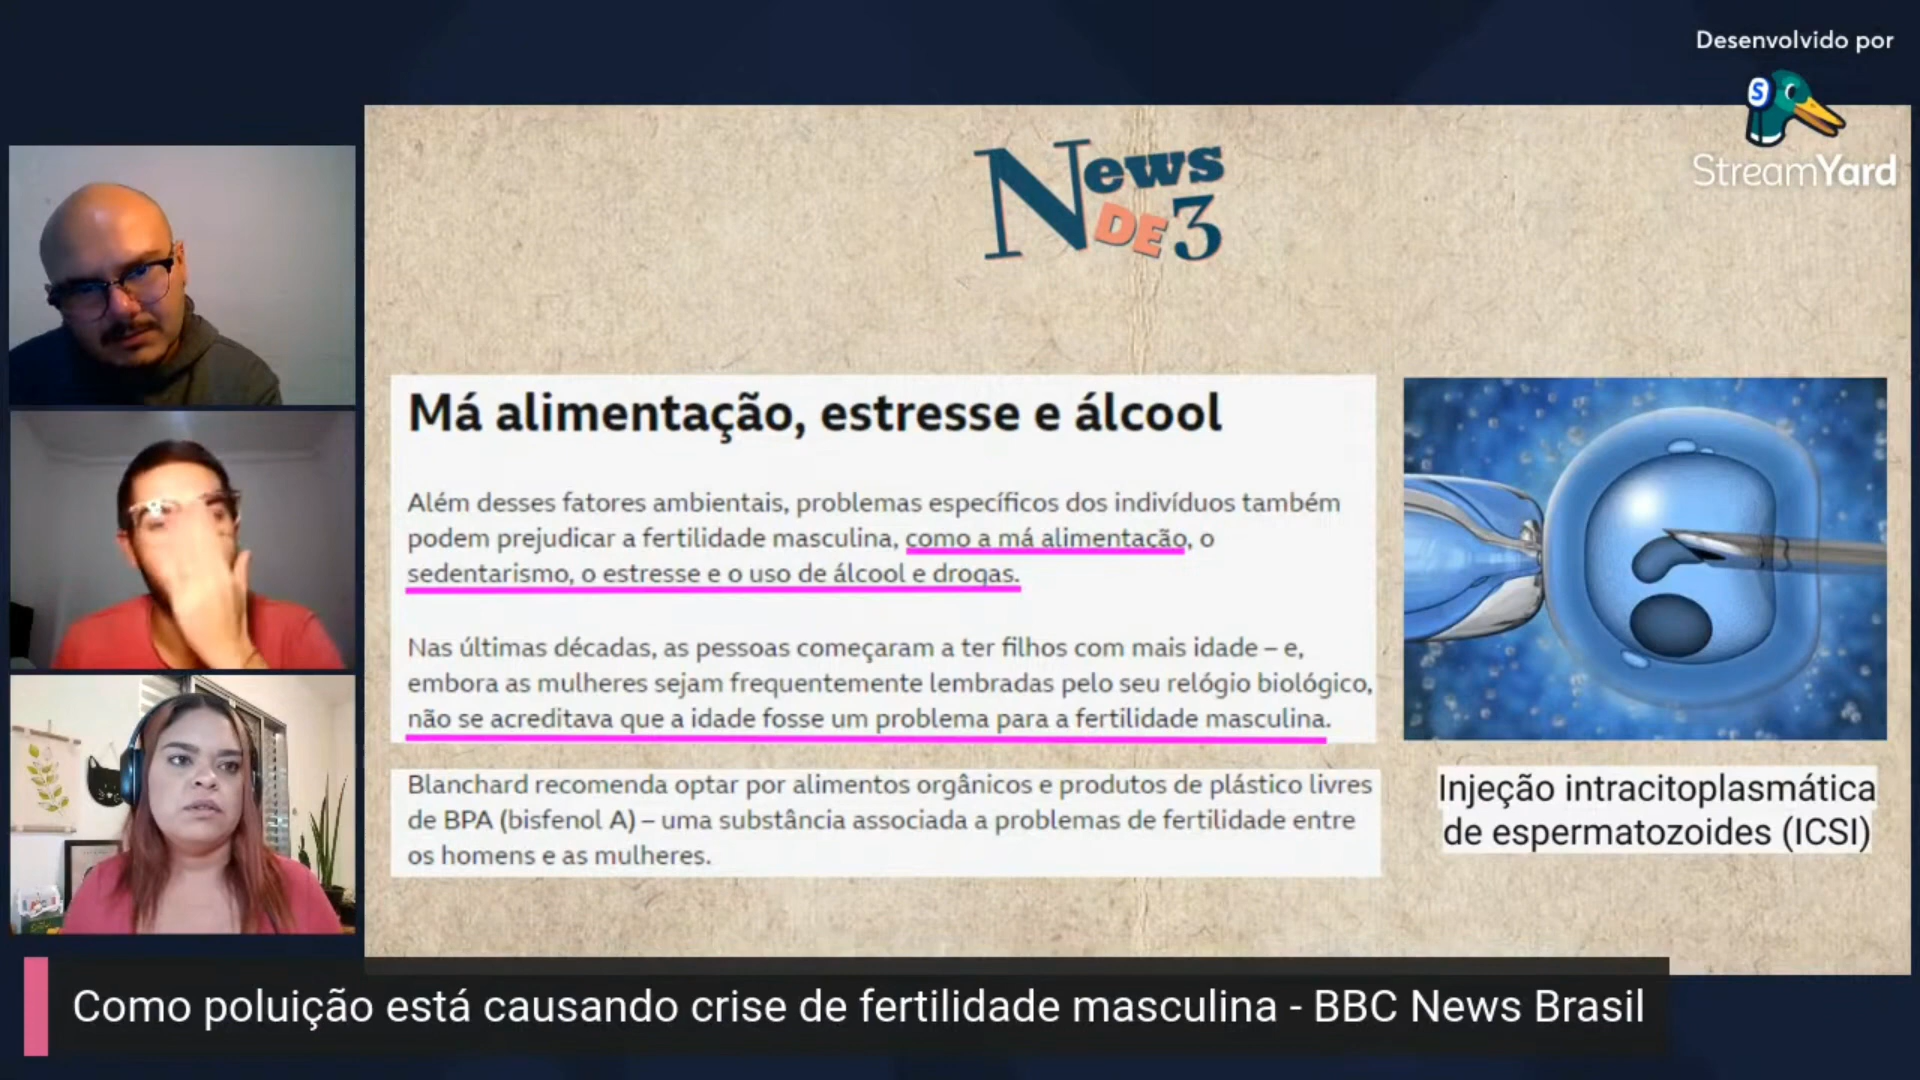 Desenvolvido por
S
StreamYard
News
DE 3
Má alimentação, estresse e álcool
Além desses fatores ambientais, problemas específicos dos indivíduos também
podem prejudicar a fertilidade masculina, como a má alimentação, o
sedentarismo, o estresse e o uso de álcool e drogas.
Nas últimas décadas, as pessoas começaram a ter filhos com mais idade – e,
embora as mulheres sejam frequentemente lembradas pelo seu relógio biológico,
não se acreditava que a idade fosse um problema para a fertilidade masculina.
Blanchard recomenda optar por alimentos orgânicos e produtos de plástico livres
de BPA (bisfenol A) – uma substância associada a problemas de fertilidade entre
os homens e as mulheres.
Injeção intracitoplasmática
de espermatozoides (ICSI)
Como poluição está causando crise de fertilidade masculina - BBC News Brasil